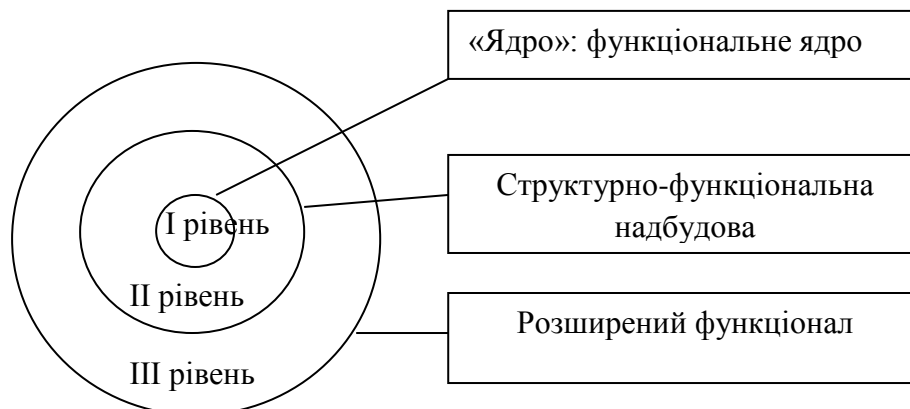 «Ядро»: функціональне ядро
Структурно-функціональна
надбудова
Розширений функціонал
І рівень
ІІ рівень
ІІІ рівень